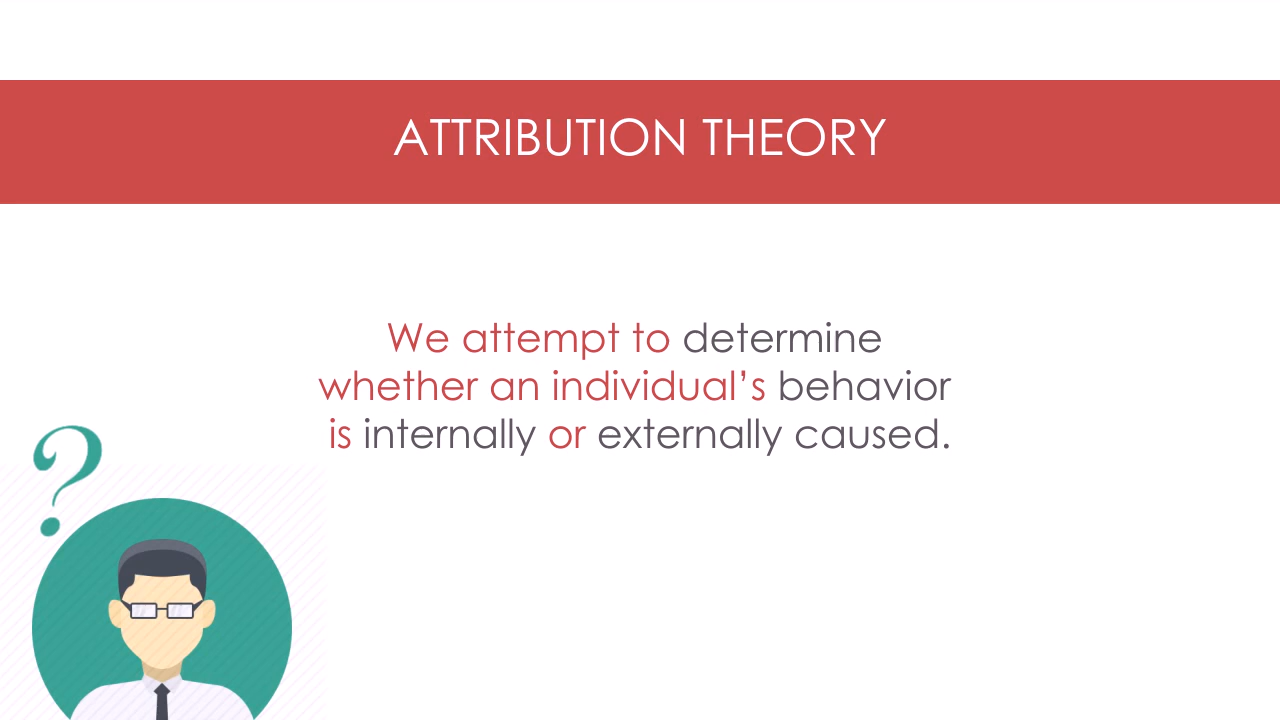 ATTRIBUTION THEORY
We attempt to determine
whether an individual’s behavior
is internally or externally caused.
?